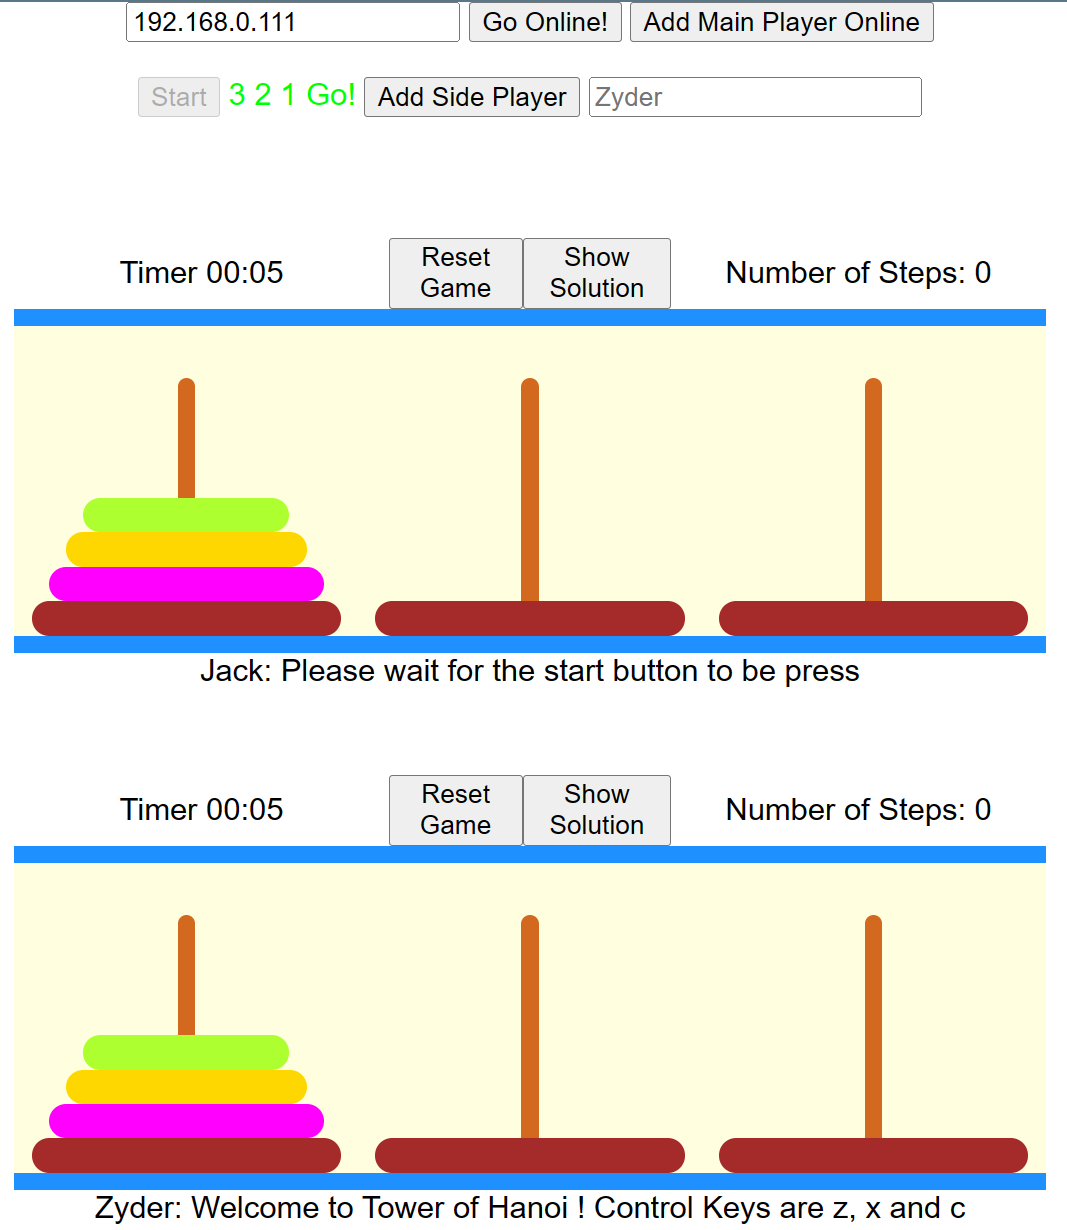 192.168.0.111 Go Online! Add Main Player Online
Start 3 2 1 Go! Add Side Player Zyder
Timer 00:05 Reset Game Show Solution Number of Steps: 0
Jack: Please wait for the start button to be press
Timer 00:05 Reset Game Show Solution Number of Steps: 0
Zyder: Welcome to Tower of Hanoi ! Control Keys are z, x and c